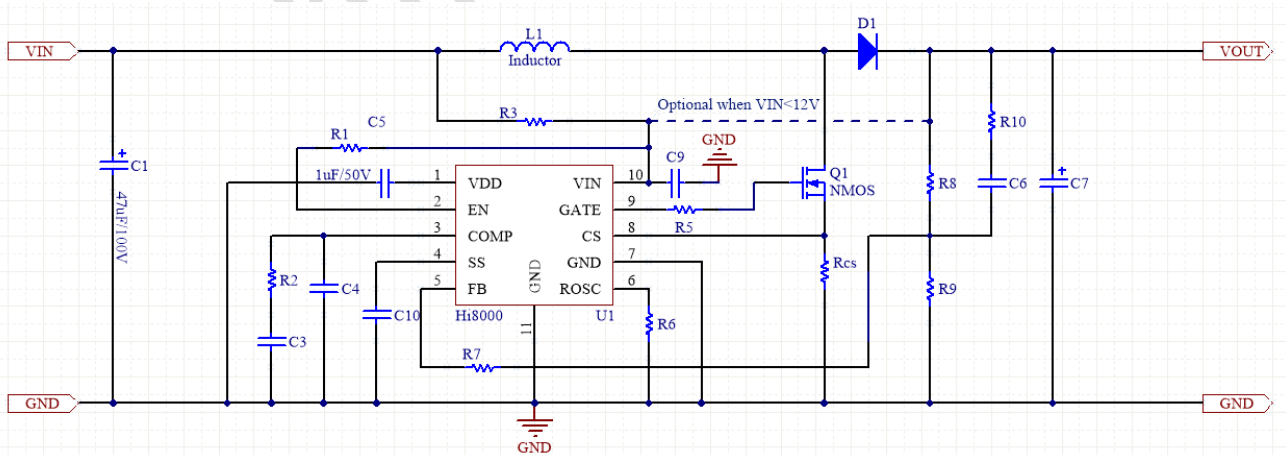 D1
VIN
L1
VOUT
Inductor
Optional when VIN<12V
R3
C5
R10
R1
GND
C9
C1
1uF/50V
1
VDD
VIN
10
Q1
R8
C6
C7
2
EN
GATE
9
NMOS
47uF/100V
3
COMP
CS
8
R5
4
SS
GND
7
Rcs
R2
C4
5
FB
GND
ROSC
6
R9
C10
Hi8000
11
U1
R6
C3
R7
GND
GND
GND